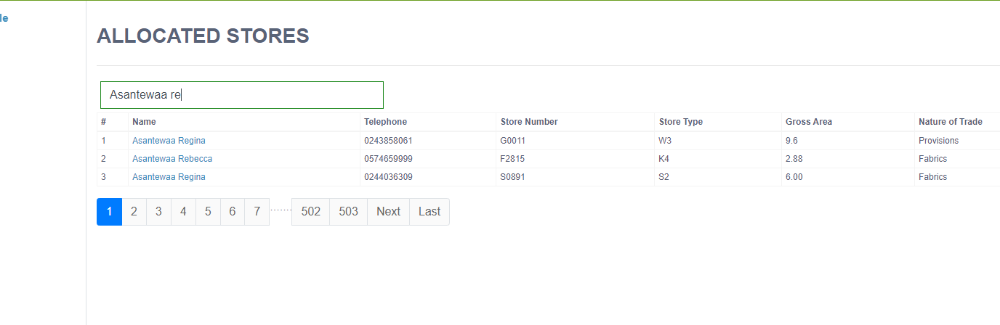 ALLOCATED STORES
Asantewaa re
# Name Telephone Store Number Store Type Gross Area Nature of Trade
1 Asantewaa Regina 0243858061 G0011 W3 9.6 Provisions
2 Asantewaa Rebecca 0574659999 F2815 K4 2.88 Fabrics
3 Asantewaa Regina 0244036309 S0891 S2 6.00 Fabrics
1 2 3 4 5 6 7 ....... 502 503 Next Last